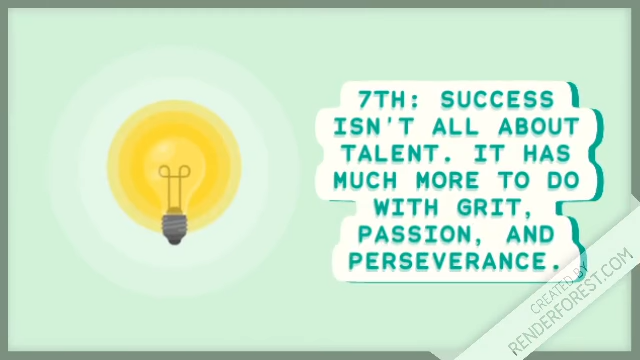 7TH: SUCCESS
ISN'T ALL ABOUT
TALENT. IT HAS
MUCH MORE TO DO
WITH GRIT,
PASSION, AND
PERSEVERANCE.
CREATED BY
RENDERFOREST.COM